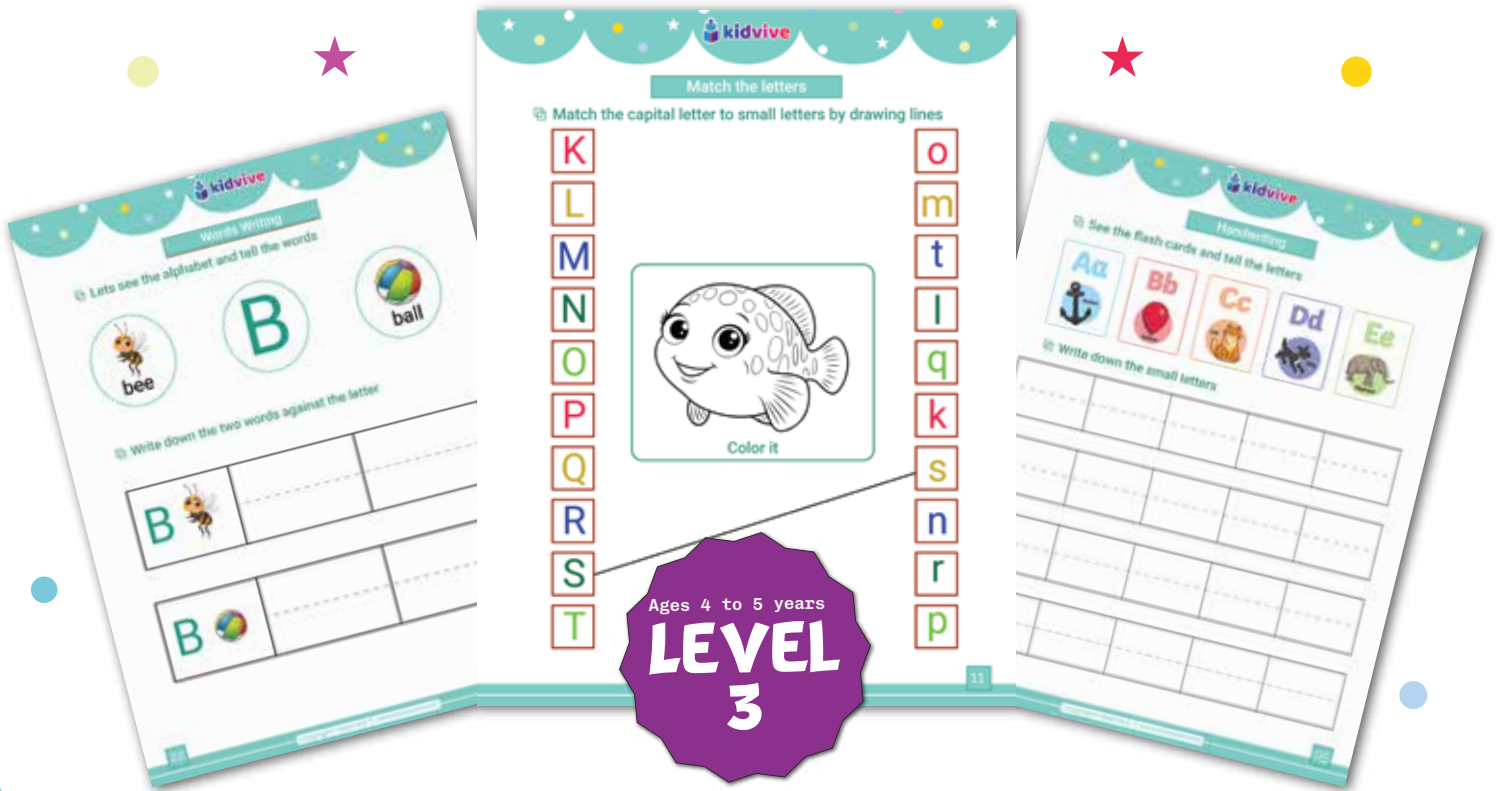 kidvive
Words Writing
Lets see the alphabet and tell the words
bee
B
ball
Write down the two words against the letter
B
B
kidvive
Match the letters
Match the capital letter to small letters by drawing lines
K o
L m
M t
N l
O q
P k
Q s
R n
S r
T p
Color it
11
Ages 4 to 5 years
LEVEL
3
kidvive
Handwriting
See the flash cards and tell the letters
Aa
Bb
Cc
Dd
Ee
Write down the small letters